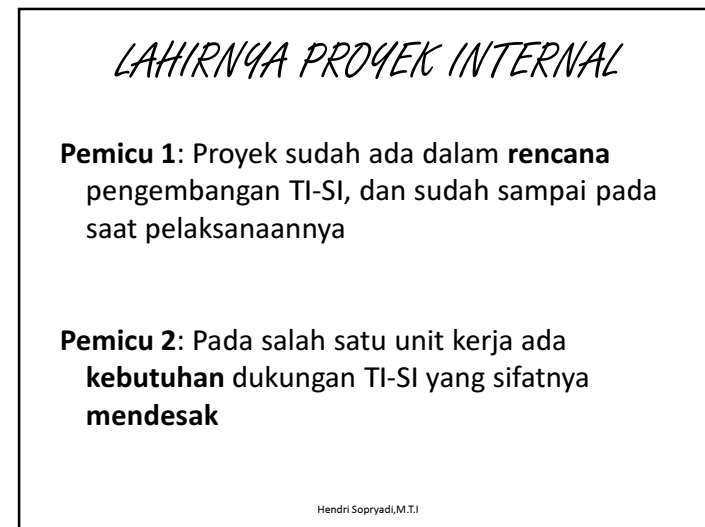 LAHIRNYA PROYEK INTERNAL
Pemicu 1: Proyek sudah ada dalam rencana
pengembangan TI-SI, dan sudah sampai pada
saat pelaksanaannya
Pemicu 2: Pada salah satu unit kerja ada
kebutuhan dukungan TI-SI yang sifatnya
mendesak
Hendri Sopryadi,M.T.I